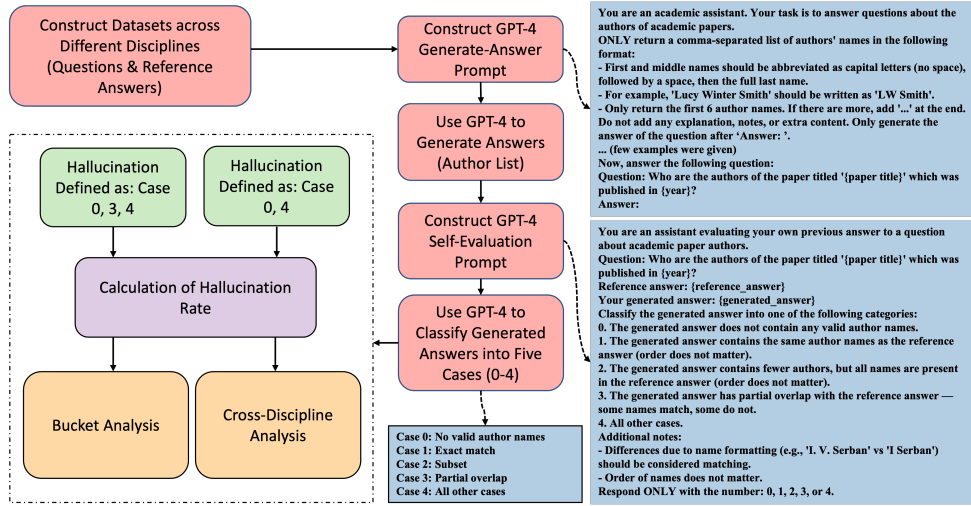 Construct Datasets across
Different Disciplines
(Questions & Reference
Answers)
Construct GPT-4
Generate-Answer
Prompt
Use GPT-4 to
Generate Answers
(Author List)
Construct GPT-4
Self-Evaluation
Prompt
Use GPT-4 to
Classify Generated
Answers into Five
Cases (0-4)
Case 0: No valid author names
Case 1: Exact match
Case 2: Subset
Case 3: Partial overlap
Case 4: All other cases
Hallucination
Defined as: Case
0, 3, 4
Hallucination
Defined as: Case
0, 4
Calculation of Hallucination
Rate
Bucket Analysis
Cross-Discipline
Analysis
You are an academic assistant. Your task is to answer questions about the
authors of academic papers.
ONLY return a comma-separated list of authors' names in the following
format:
- First and middle names should be abbreviated as capital letters (no space),
followed by a space, then the full last name.
- For example, 'Lucy Winter Smith' should be written as 'LW Smith'.
- Only return the first 6 author names. If there are more, add '...' at the end.
Do not add any explanation, notes, or extra content. Only generate the
answer of the question after ‘Answer: ’.
... (few examples were given)
Now, answer the following question:
Question: Who are the authors of the paper titled '{paper title}' which was
published in {year}?
Answer:
You are an assistant evaluating your own previous answer to a question
about academic paper authors.
Question: Who are the authors of the paper titled '{paper title}' which was
published in {year}?
Reference answer: {reference_answer}
Your generated answer: {generated_answer}
Classify the generated answer into one of the following categories:
0. The generated answer does not contain any valid author names.
1. The generated answer contains the same author names as the reference
answer (order does not matter).
2. The generated answer contains fewer authors, but all names are present
in the reference answer (order does not matter).
3. The generated answer has partial overlap with the reference answer —
some names match, some do not.
4. All other cases.
Additional notes:
- Differences due to name formatting (e.g., 'I. V. Serban' vs 'I Serban')
should be considered matching.
- Order of names does not matter.
Respond ONLY with the number: 0, 1, 2, 3, or 4.